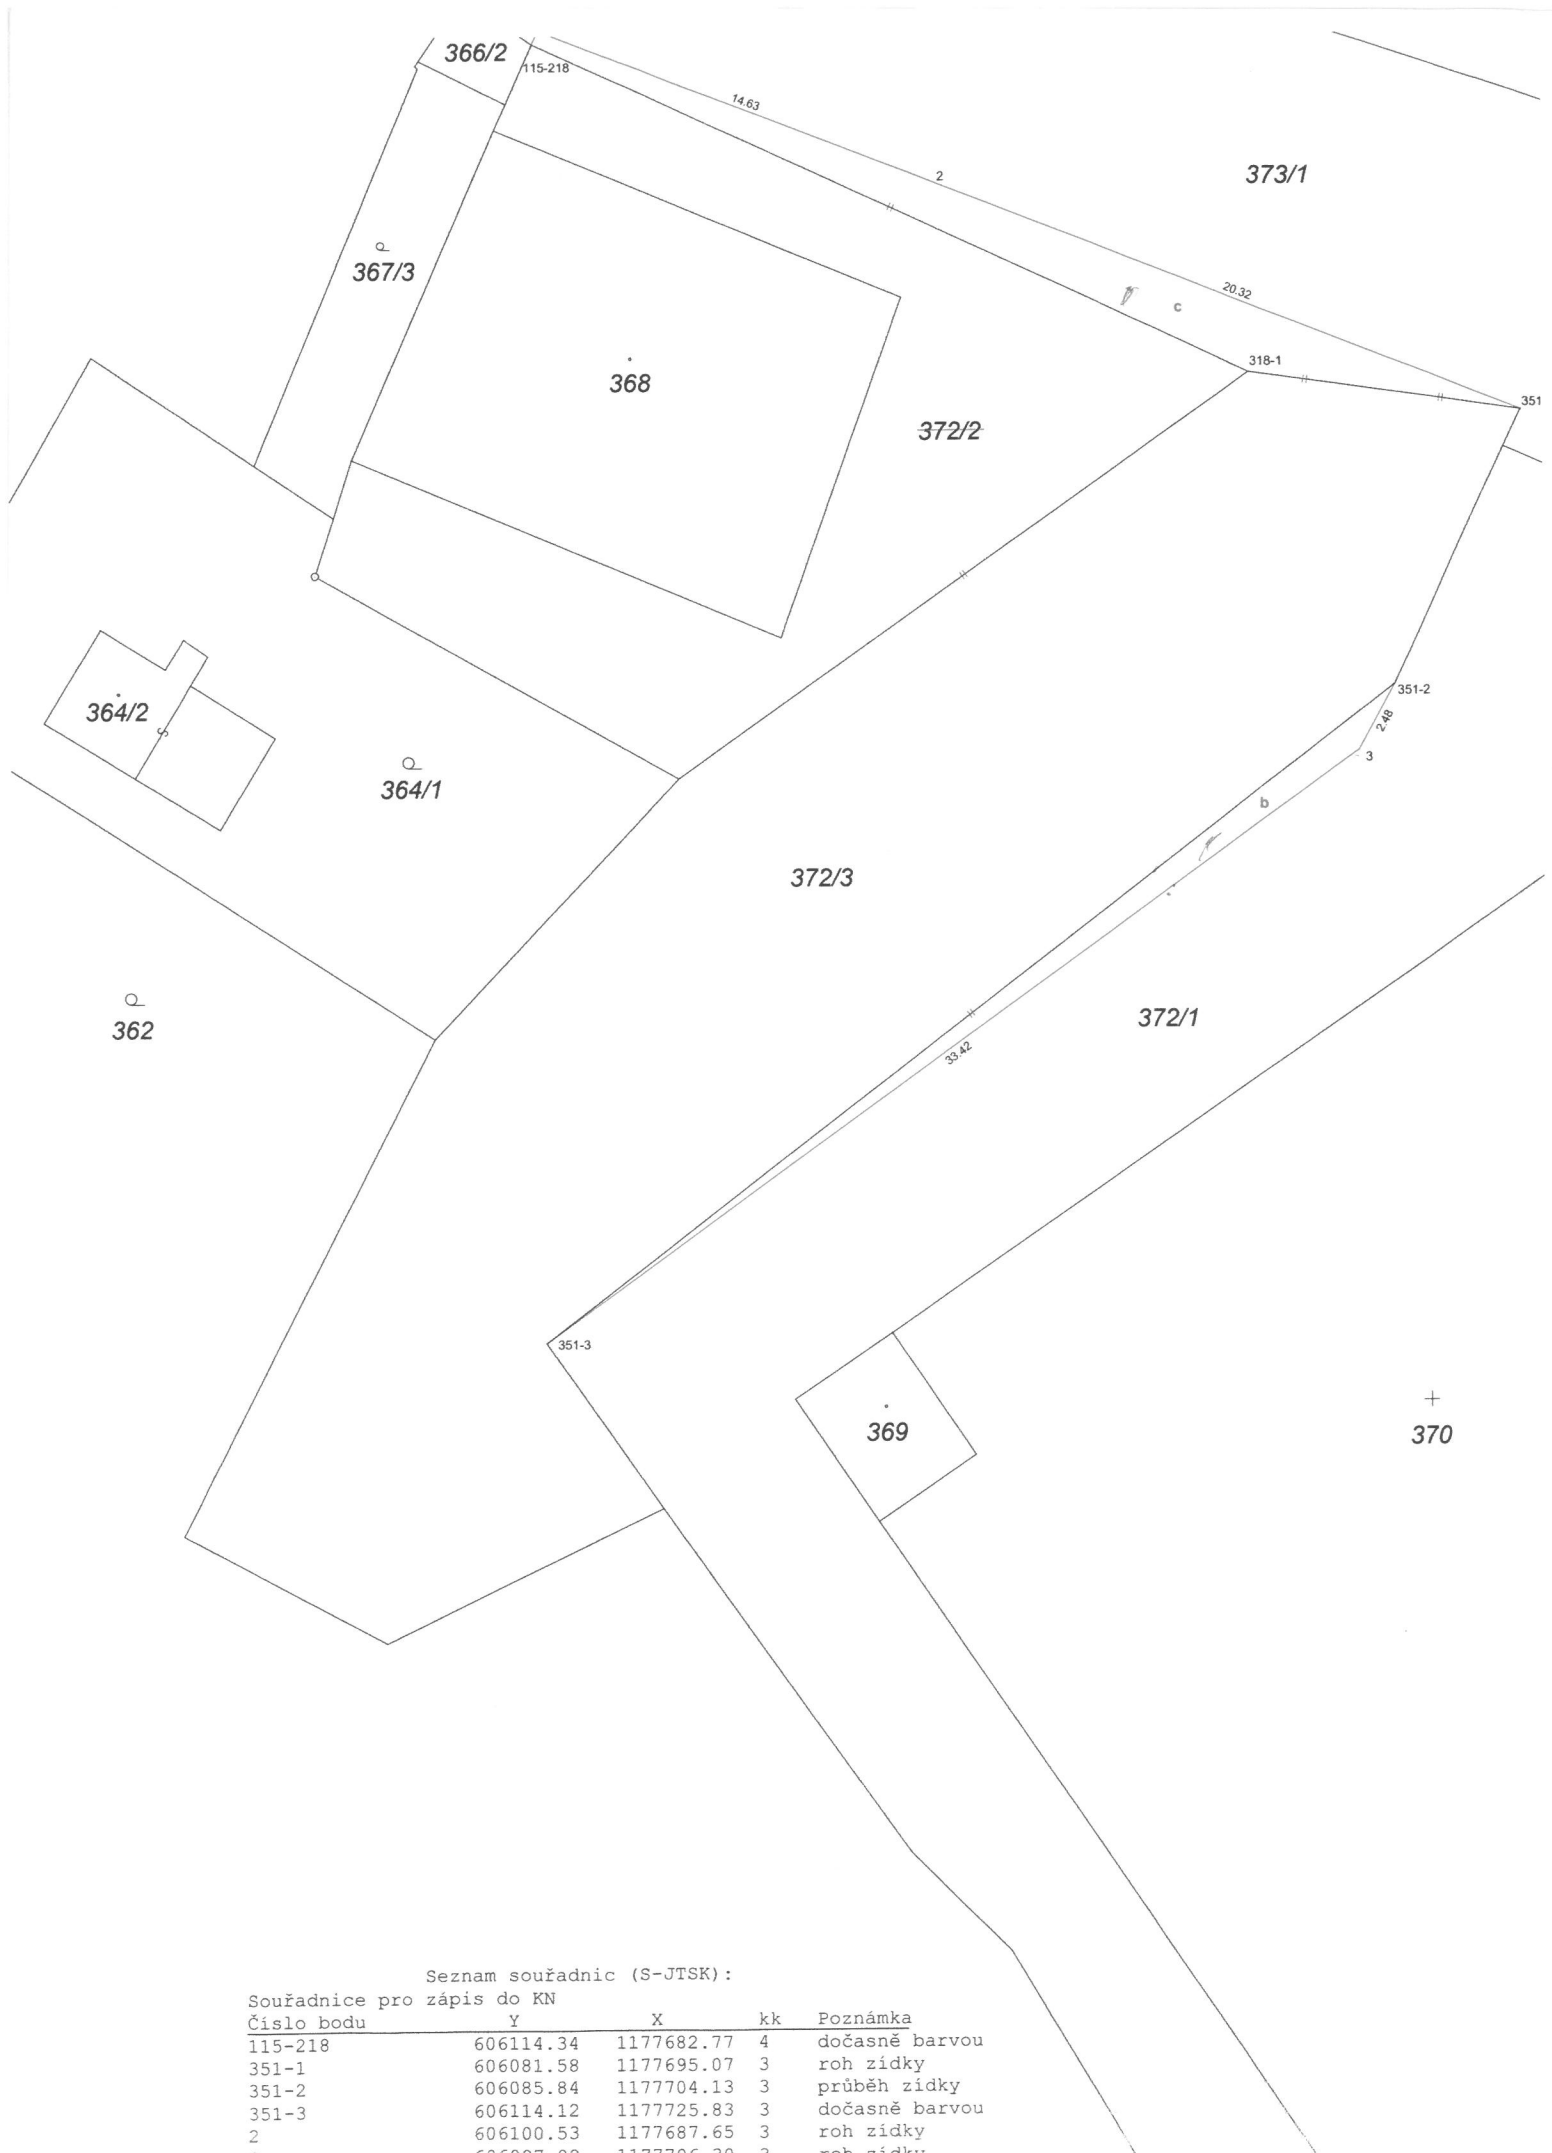 366/2
115-218
14.63
2
373/1
367/3
20.32
c
368
318-1
351
372/2
351-2
364/2
2.48
3
364/1
b
372/3
362
372/1
33.42
351-3
369
370
Seznam souřadnic (S-JTSK):
Souřadnice pro zápis do KN
Číslo bodu Y X kk Poznámka
115-218 606114.34 1177682.77 4 dočasně barvou
351-1 606081.58 1177695.07 3 roh zídky
351-2 606085.84 1177704.13 3 průběh zídky
351-3 606114.12 1177725.83 3 dočasně barvou
2 606100.53 1177687.65 3 roh zídky
3 roh zídky